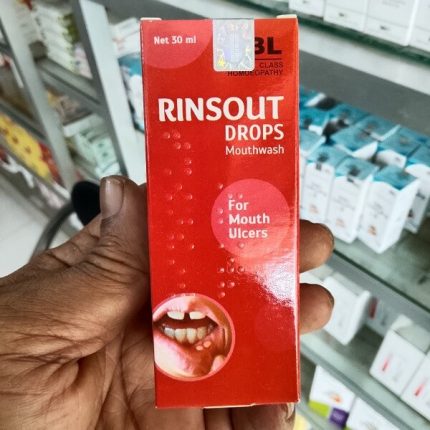 Net 30 ml
BL
CLASS
HOMOEOPATHY
RINSOUT
DROPS
Mouthwash
For
Mouth
Ulcers